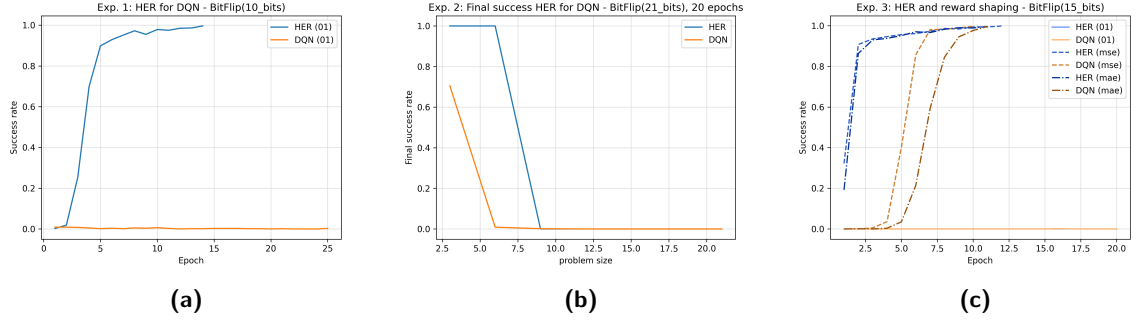 Exp. 1: HER for DQN - BitFlip(10_bits)
HER (01)
DQN (01)
Success rate
1.0
0.8
0.6
0.4
0.2
0.0
0
5
10
15
20
25
Epoch
(a)
Exp. 2: Final success HER for DQN - BitFlip(21_bits), 20 epochs
HER
DQN
Final success rate
1.0
0.8
0.6
0.4
0.2
0.0
2.5
5.0
7.5
10.0
12.5
15.0
17.5
20.0
problem size
(b)
Exp. 3: HER and reward shaping - BitFlip(15_bits)
HER (01)
DQN (01)
HER (mse)
DQN (mse)
HER (mae)
DQN (mae)
Success rate
1.0
0.8
0.6
0.4
0.2
0.0
2.5
5.0
7.5
10.0
12.5
15.0
17.5
20.0
Epoch
(c)